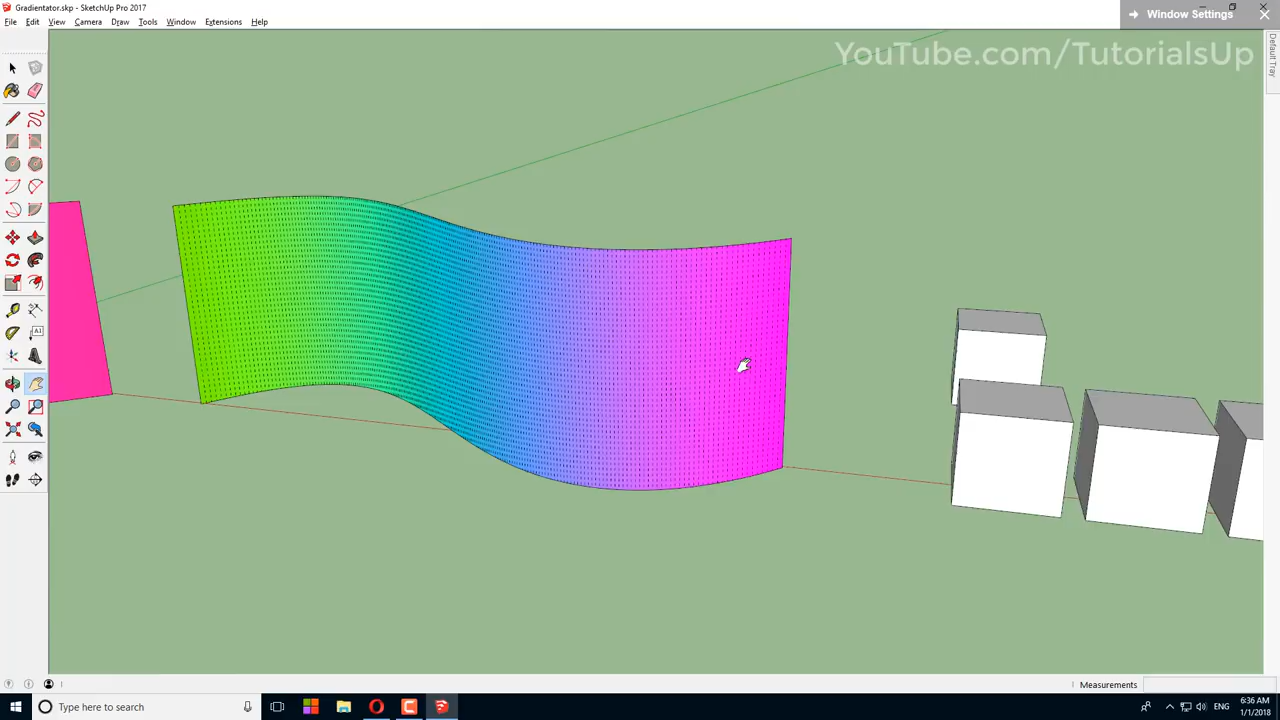 Gradientator.skp - SketchUp Pro 2017
Window Settings
File Edit View Camera Draw Tools Window Extensions Help
YouTube.com/TutorialsUp
Default Tray
A1
Measurements
Type here to search
ENG
6:36 AM
1/1/2018